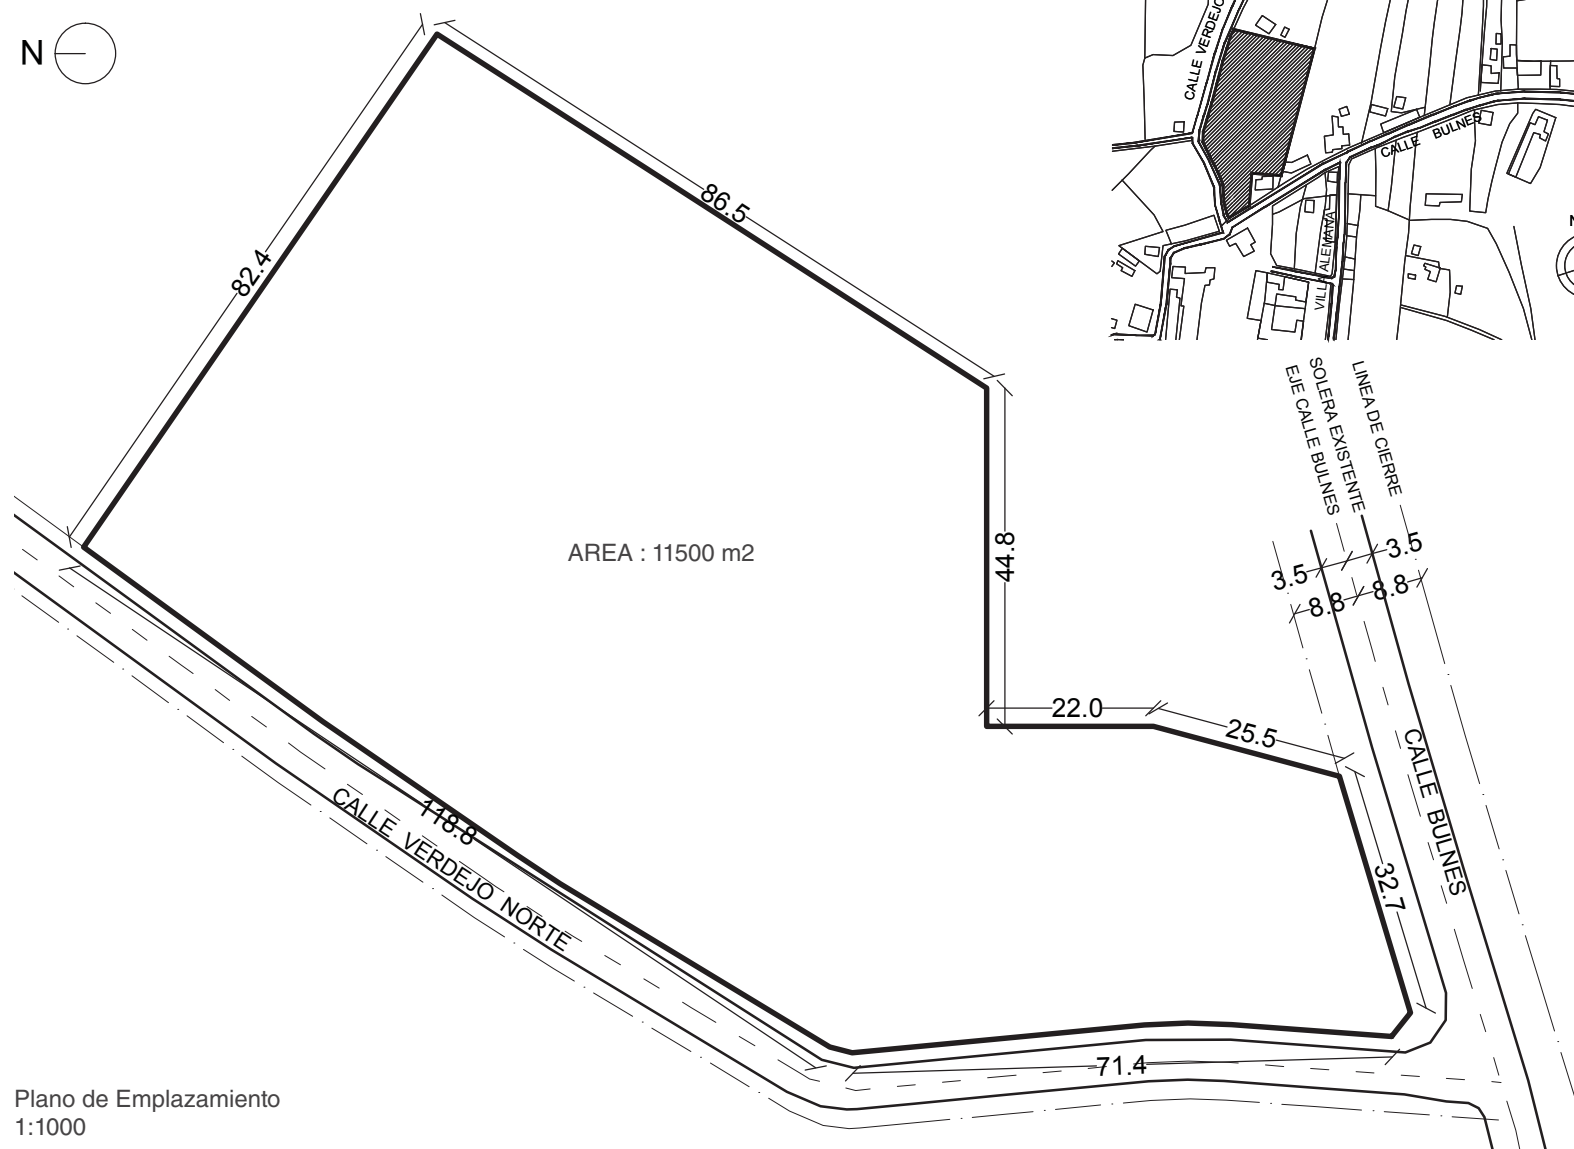 N
CALLE VERDEJO
CALLE BULNES
VILLA ALEMANA
N
86.5
82.4
LINEA DE CIERRE
SOLERA EXISTENTE
EJE CALLE BULNES
AREA : 11500 m2
44.8
3.5
3.5
8.8
8.8
22.0
25.5
CALLE BULNES
118.8
CALLE VERDEJO NORTE
32.7
71.4
Plano de Emplazamiento
1:1000